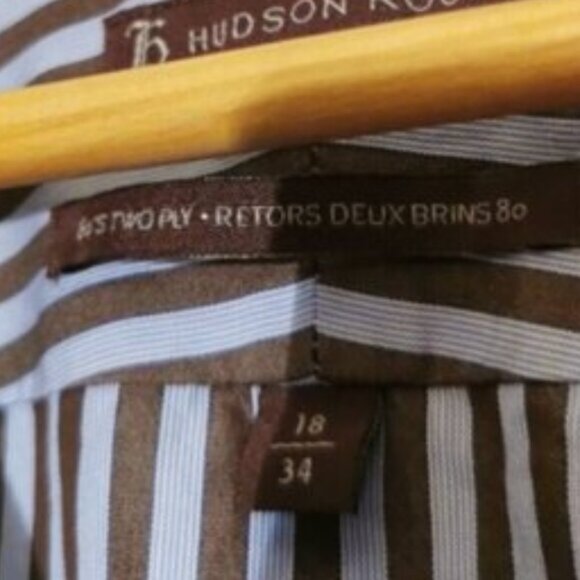 HUDSON
80S TWO PLY • RETORS DEUX BRINS 80
18
34